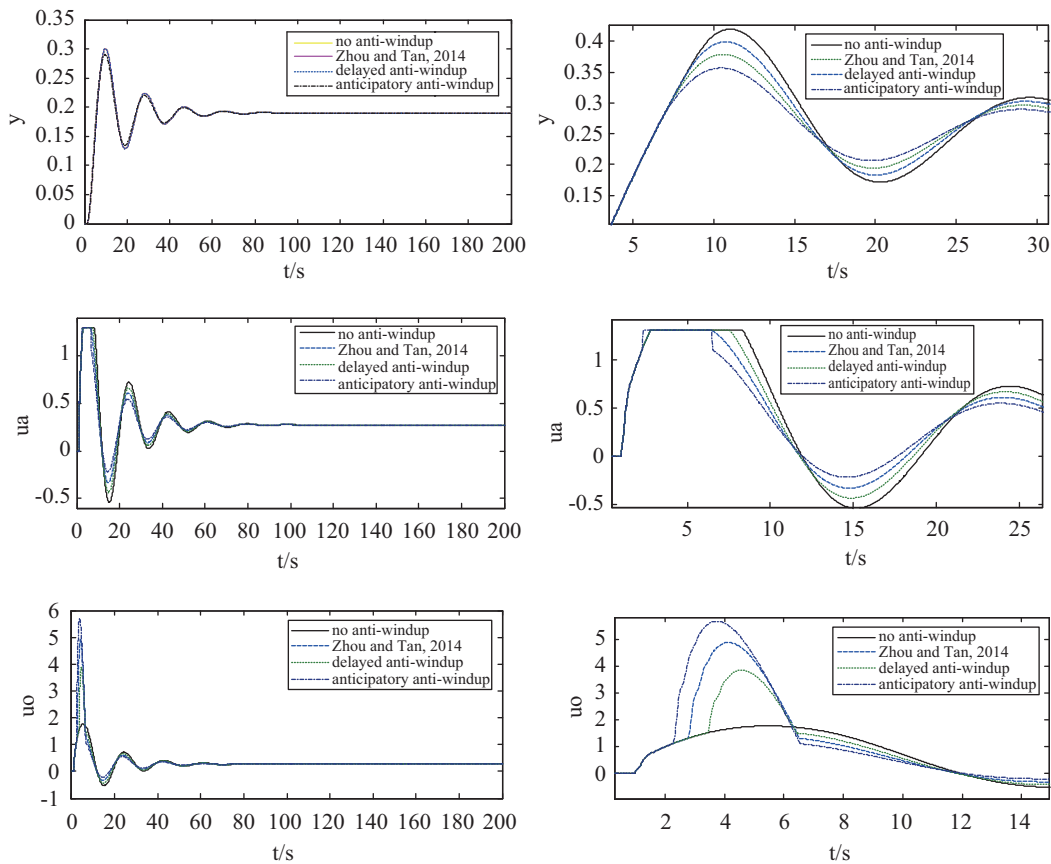 0.35
0.3
0.25
0.2
0.15
0.1
0.05
0
y
no anti-windup
Zhou and Tan, 2014
delayed anti-windup
anticipatory anti-windup
0 20 40 60 80 100 120 140 160 180 200
t/s
0.4
0.35
0.3
0.25
0.2
0.15
y
no anti-windup
Zhou and Tan, 2014
delayed anti-windup
anticipatory anti-windup
5 10 15 20 25 30
t/s
1
0.5
0
-0.5
ua
no anti-windup
Zhou and Tan, 2014
delayed anti-windup
anticipatory anti-windup
0 20 40 60 80 100 120 140 160 180 200
t/s
1
0.5
0
-0.5
ua
no anti-windup
Zhou and Tan, 2014
delayed anti-windup
anticipatory anti-windup
5 10 15 20 25
t/s
6
5
4
3
2
1
0
-1
uo
no anti-windup
Zhou and Tan, 2014
delayed anti-windup
anticipatory anti-windup
0 20 40 60 80 100 120 140 160 180 200
t/s
5
4
3
2
1
0
uo
no anti-windup
Zhou and Tan, 2014
delayed anti-windup
anticipatory anti-windup
2 4 6 8 10 12 14
t/s